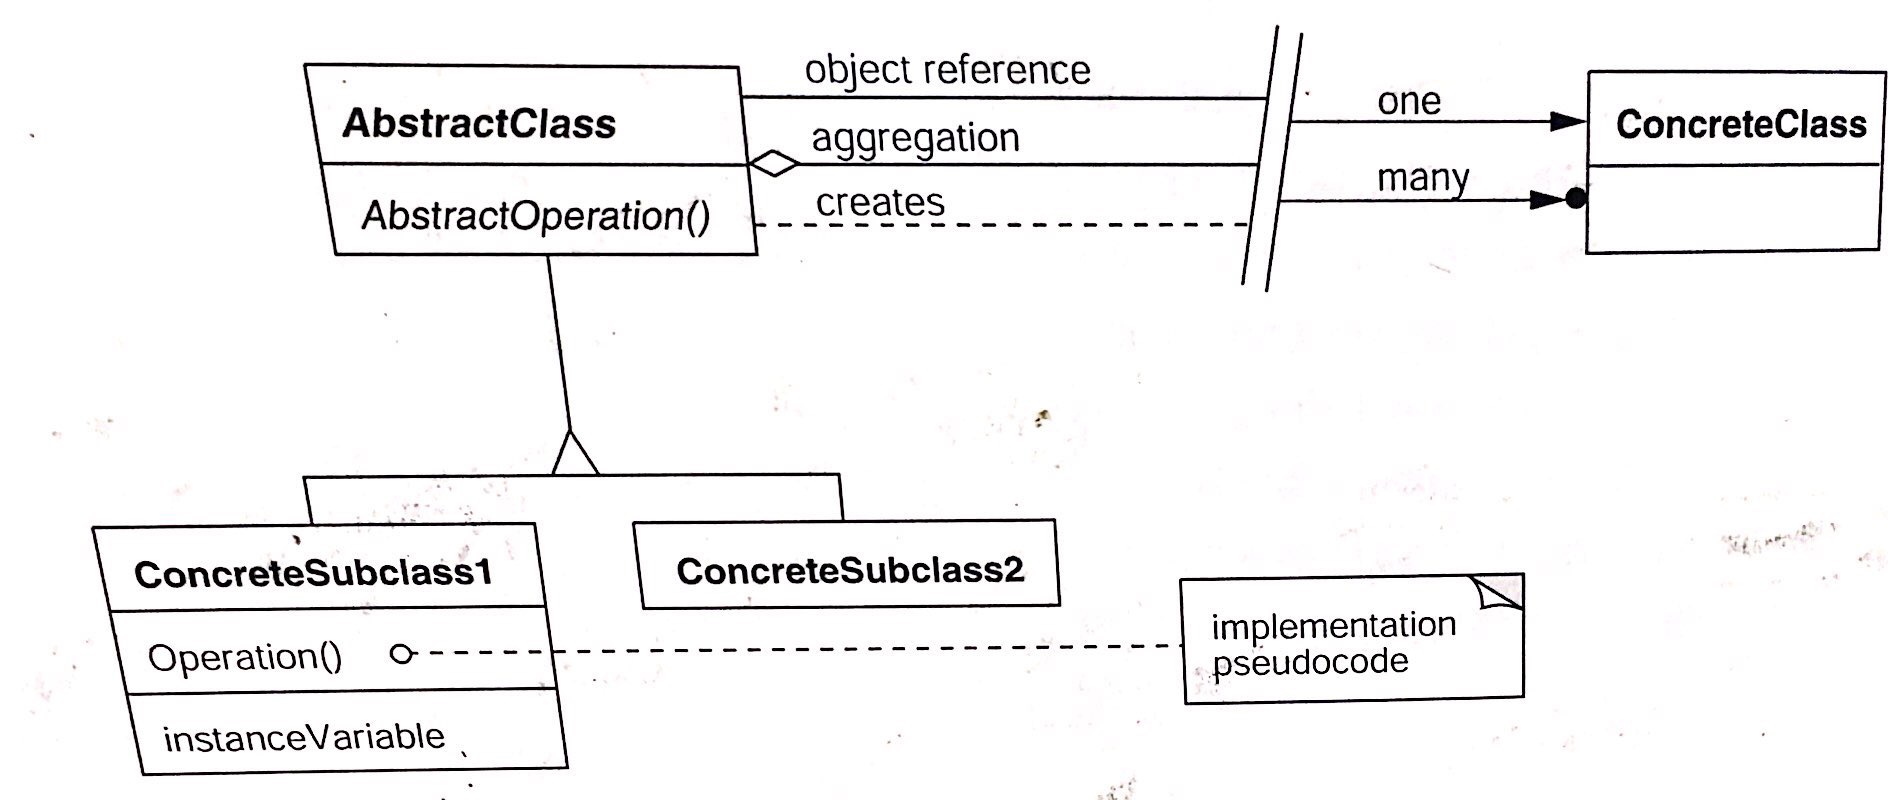 object reference
one
AbstractClass
ConcreteClass
aggregation
many
AbstractOperation()
creates
ConcreteSubclass1
ConcreteSubclass2
implementation
pseudocode
Operation()
instanceVariable